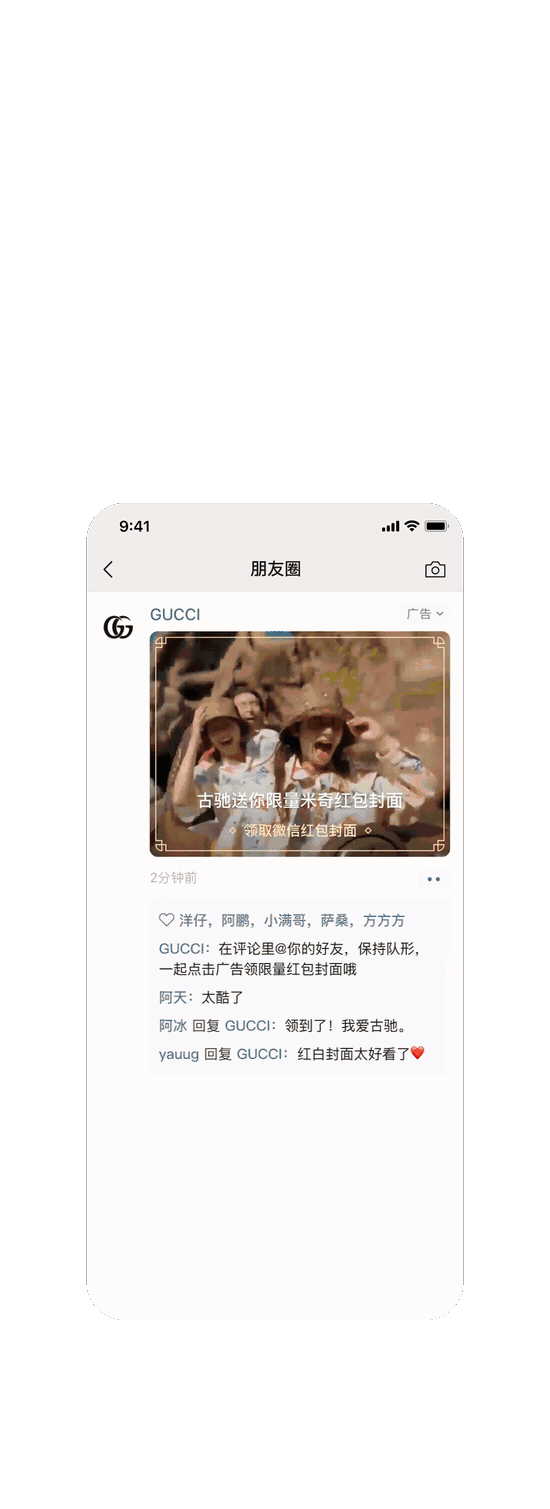 9:41
朋友圈
GUCCI
广告
古驰送你限量米奇红包封面
领取微信红包封面
2分钟前
洋仔，阿鹏，小满哥，萨桑，方方方
GUCCI：在评论里@你的好友，保持队形，
一起点击广告领限量红包封面哦
阿天：太酷了
阿冰 回复 GUCCI：领到了！我爱古驰。
yauug 回复 GUCCI：红白封面太好看了❤️